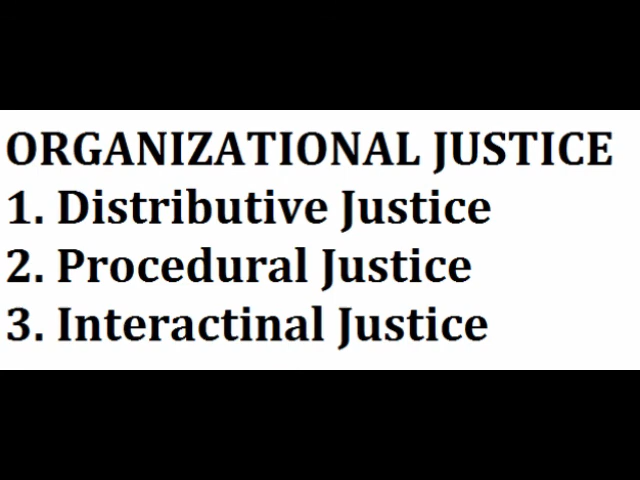 ORGANIZATIONAL JUSTICE
1. Distributive Justice
2. Procedural Justice
3. Interactinal Justice